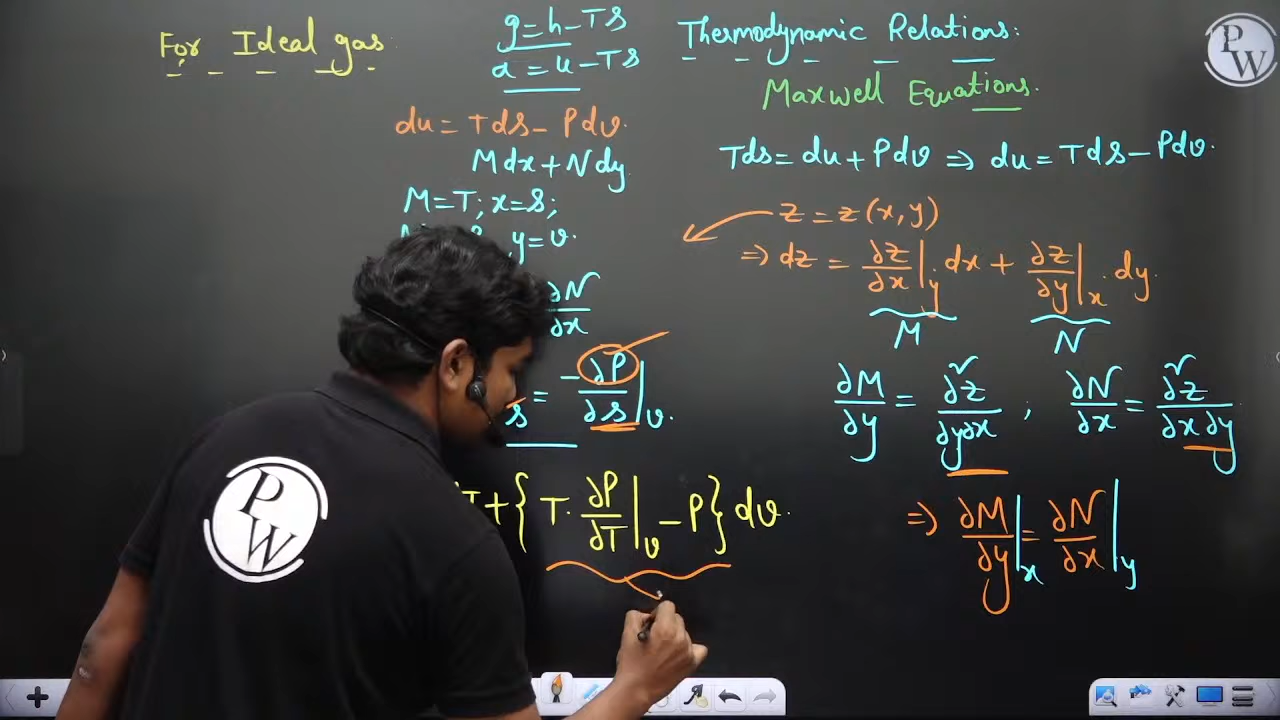 For Ideal gas:
g = h – Ts
a = u – Ts
Thermodynamic Relations:
Maxwell Equations.
du = Tds – Pdv.
Mdx + Ndy
M = T; x = s;
, y = v.
∂N/∂x
s = –∂P/∂s|v.
+ { T · ∂P/∂T|v – P } dv.
Tds = du + Pdv ⇒ du = Tds – Pdv.
z = z(x, y)
⇒ dz = ∂z/∂x|y dx + ∂z/∂y|x dy.
M N
∂M/∂y = ∂²z/∂y∂x ; ∂N/∂x = ∂²z/∂x∂y
⇒ ∂M/∂y|x = ∂N/∂x|y
PW
PW